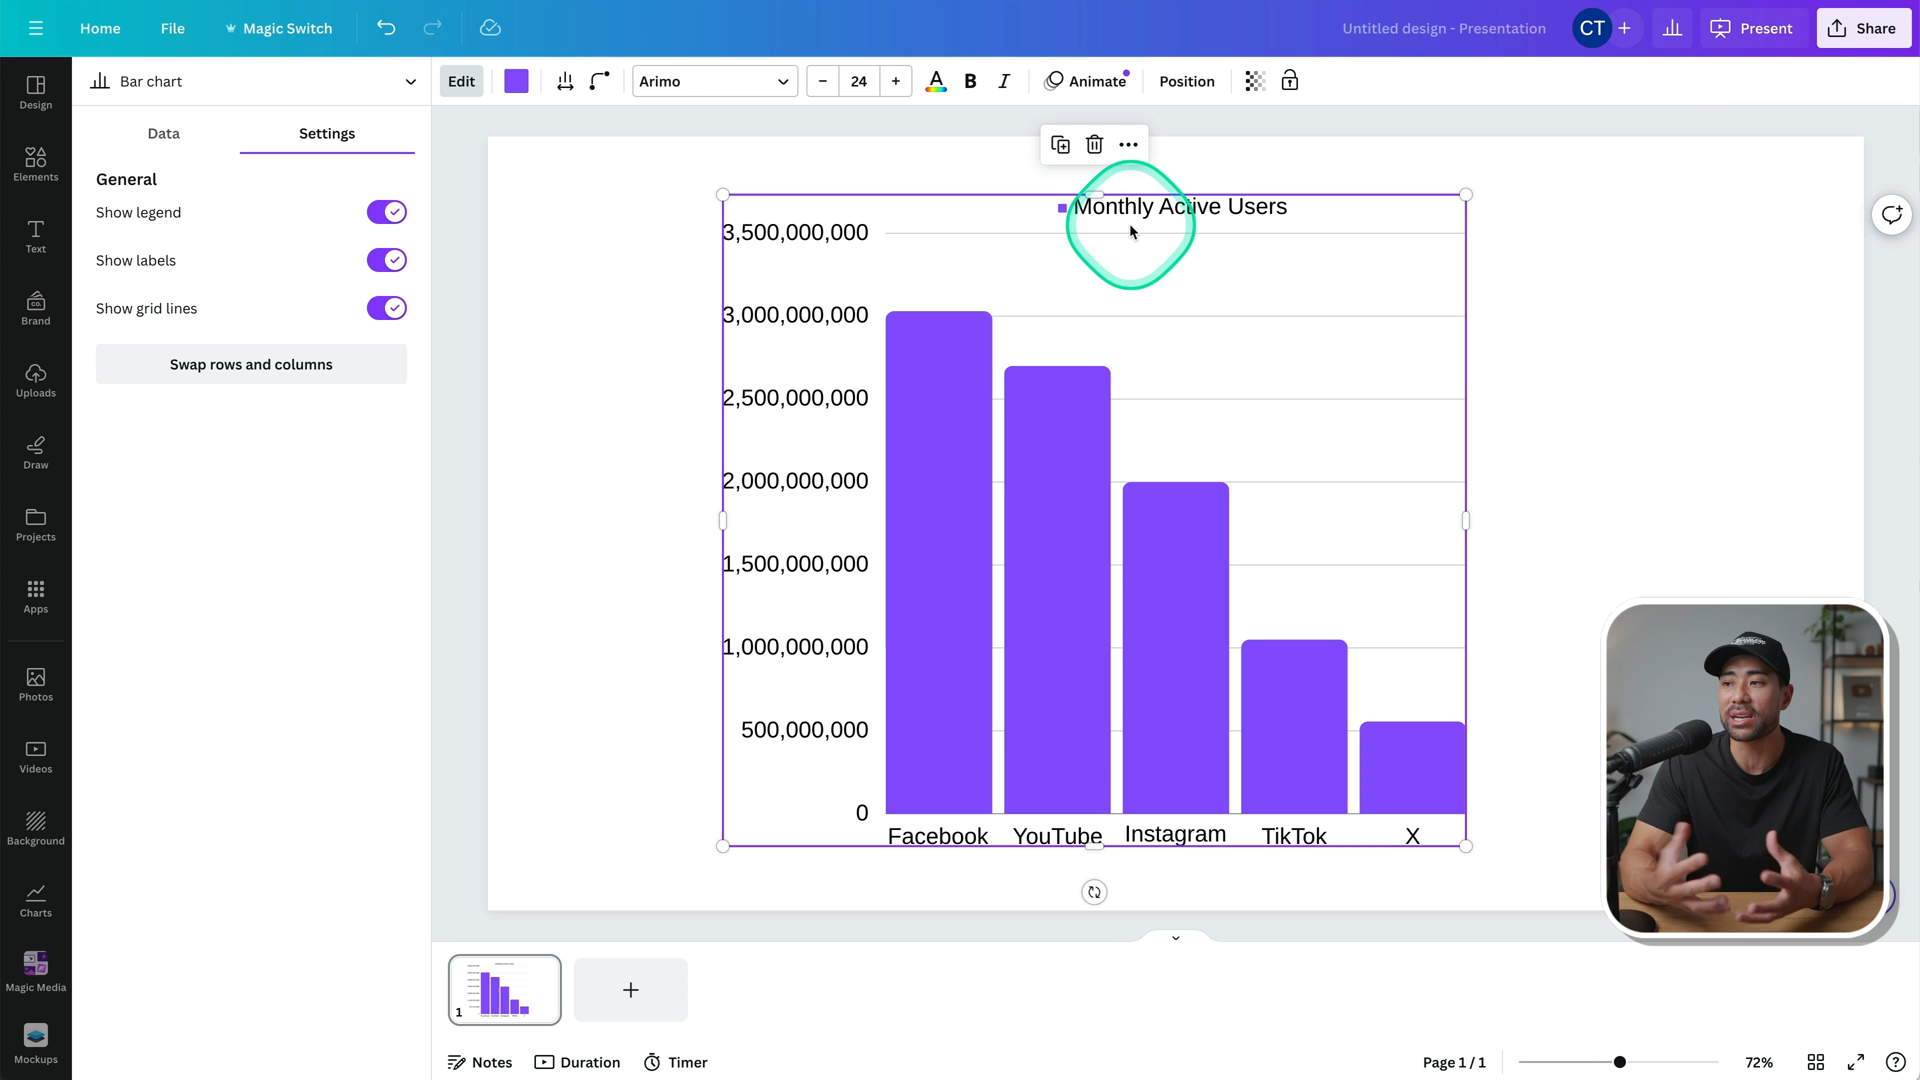 Home File Magic Switch Untitled design - Presentation CT + Present Share
Design
Elements
Text
Brand
Uploads
Draw
Projects
Apps
Photos
Videos
Background
Charts
Magic Media
Mockups
Bar chart
Data Settings
General
Show legend
Show labels
Show grid lines
Swap rows and columns
Edit Arimo − 24 + A B I Animate Position
Monthly Active Users
3,500,000,000
3,000,000,000
2,500,000,000
2,000,000,000
1,500,000,000
1,000,000,000
500,000,000
0
Facebook YouTube Instagram TikTok X
1
+
Notes Duration Timer Page 1 / 1 72% ?